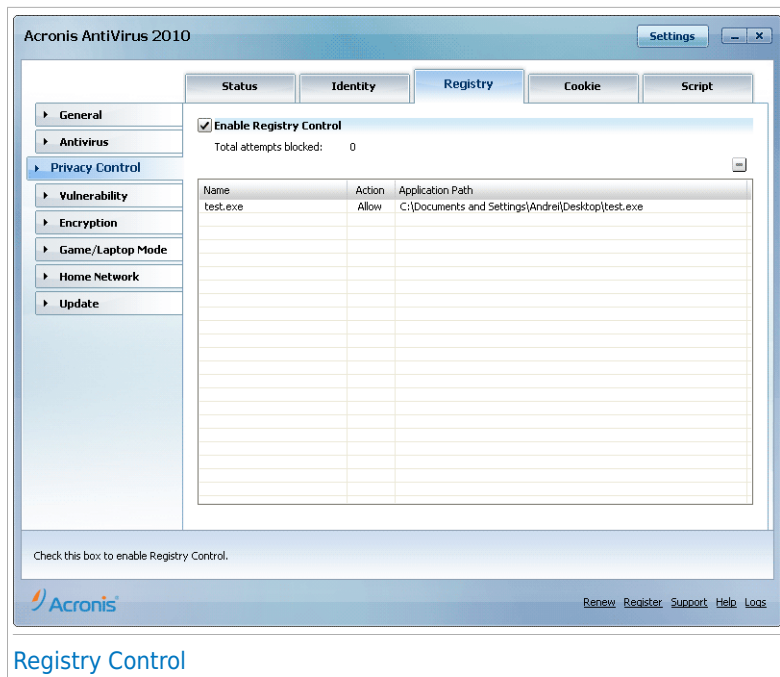 Acronis AntiVirus 2010
Settings
Status Identity Registry Cookie Script
General
Antivirus
Privacy Control
Vulnerability
Encryption
Game/Laptop Mode
Home Network
Update
Enable Registry Control
Total attempts blocked: 0
Name Action Application Path
test.exe Allow C:\Documents and Settings\Andrei\Desktop\test.exe
Check this box to enable Registry Control.
Acronis
Renew Register Support Help Logs
Registry Control